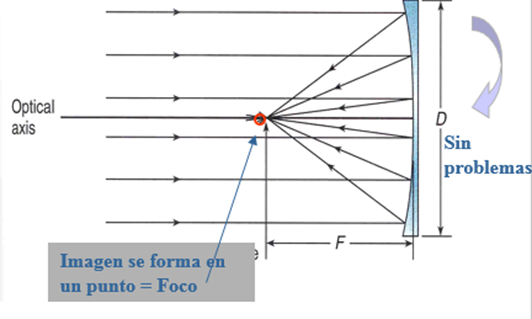 Optical
axis
D
Sin
problemas
F
e
Imagen se forma en
un punto = Foco